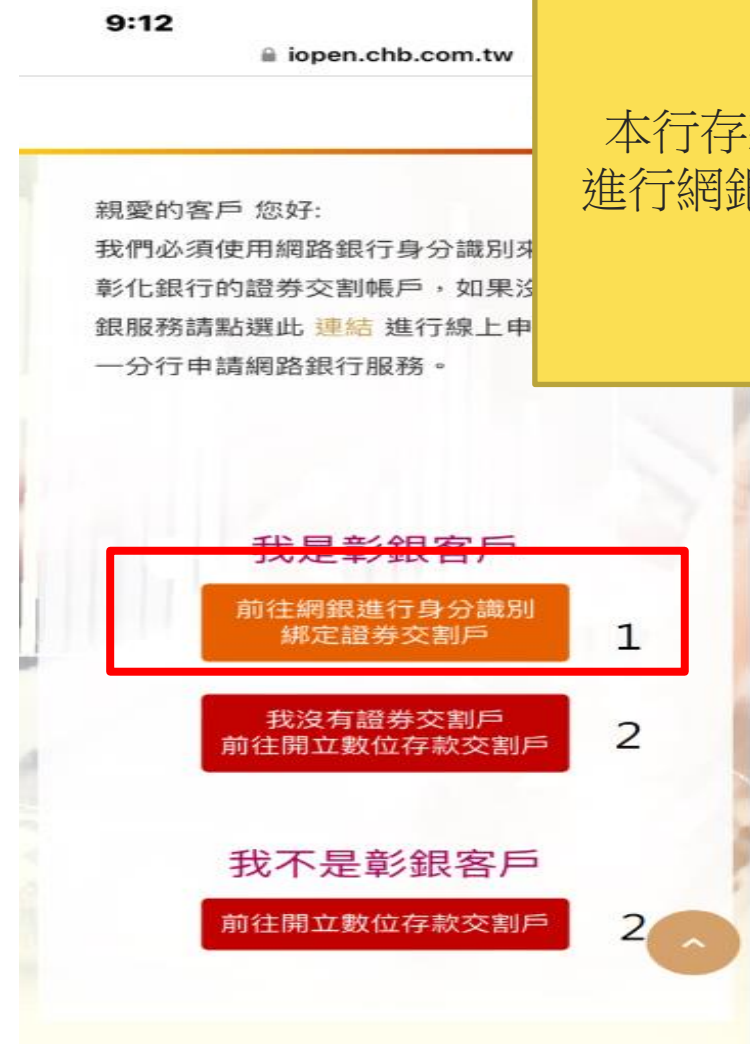 9:12
iopen.chb.com.tw
本行存
進行網銀
親愛的客戶 您好:
我們必須使用網路銀行身分識別來
彰化銀行的證券交割帳戶，如果沒
銀服務請點選此 連結 進行線上申
一分行申請網路銀行服務。
我是彰銀客戶
前往網銀進行身分識別
綁定證券交割戶
1
我沒有證券交割戶
前往開立數位存款交割戶
2
我不是彰銀客戶
前往開立數位存款交割戶
2